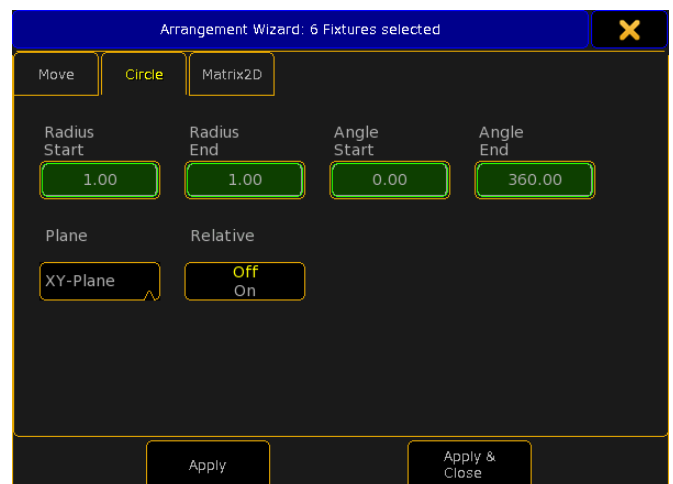 Arrangement Wizard: 6 Fixtures selected
Move Circle Matrix2D
Radius Start Radius End Angle Start Angle End
1.00 1.00 0.00 360.00
Plane Relative
XY-Plane Off
On
Apply Apply & Close